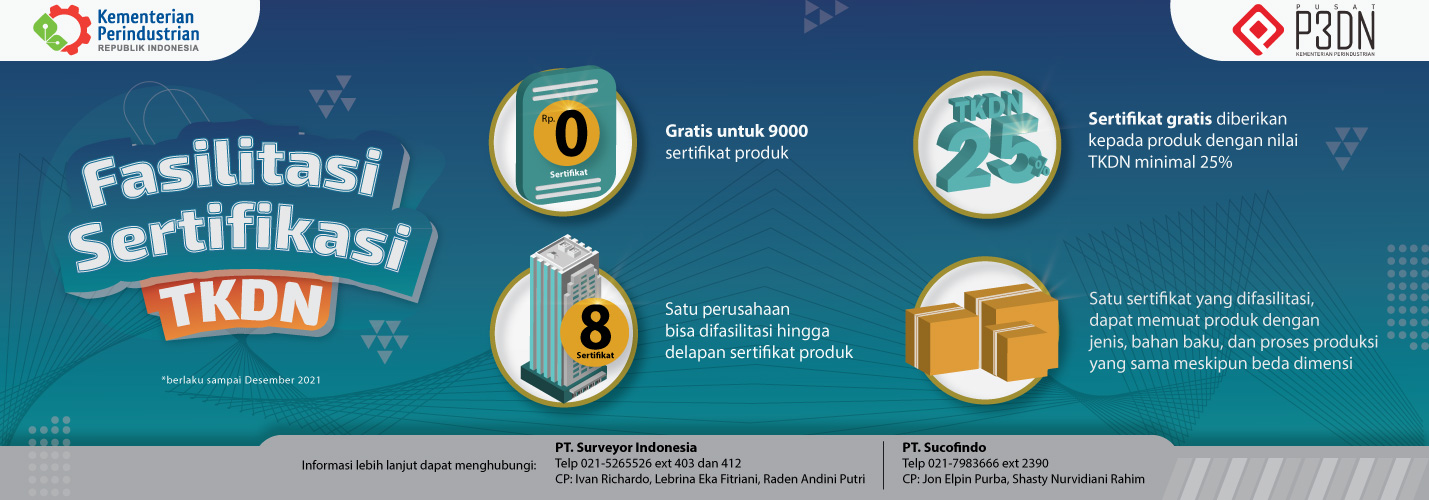 Kementerian
Perindustrian
REPUBLIK INDONESIA
PUSAT
P3DN
KEMENTERIAN PERINDUSTRIAN
Fasilitasi
Sertifikasi
TKDN
*berlaku sampai Desember 2021
Rp. 0
Sertifikat
Gratis untuk 9000
sertifikat produk
TKDN
25%
Sertifikat gratis diberikan
kepada produk dengan nilai
TKDN minimal 25%
8
Sertifikat
Satu perusahaan
bisa difasilitasi hingga
delapan sertifikat produk
Satu sertifikat yang difasilitasi,
dapat memuat produk dengan
jenis, bahan baku, dan proses produksi
yang sama meskipun beda dimensi
Informasi lebih lanjut dapat menghubungi:
PT. Surveyor Indonesia
Telp 021-5265526 ext 403 dan 412
CP: Ivan Richardo, Lebrina Eka Fitriani, Raden Andini Putri
PT. Sucofindo
Telp 021-7983666 ext 2390
CP: Jon Elpin Purba, Shasty Nurvidiani Rahim